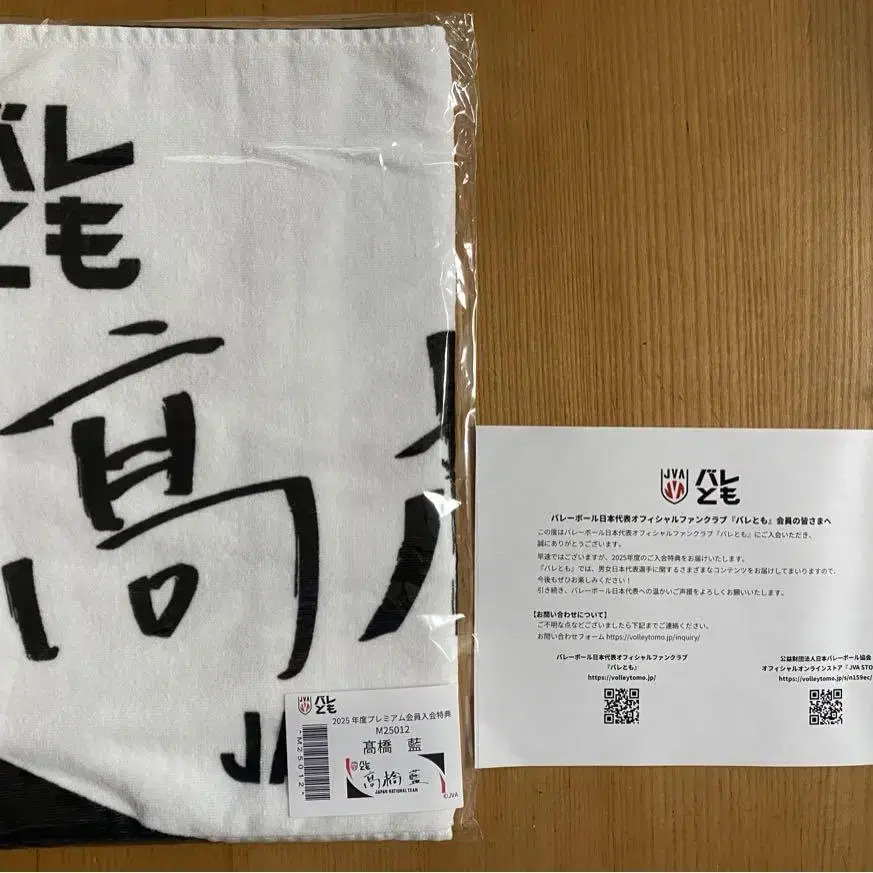 バレ
とも
高
JA
JVA バレ
とも
2025 年度プレミアム会員入会特典
M25012
髙橋 藍
*M25012*
とも
高橋 藍
JAPAN NATIONAL TEAM
©JVA
JVA バレ
とも
バレーボール日本代表オフィシャルファンクラブ『バレとも』会員の皆さまへ
この度はバレーボール日本代表オフィシャルファンクラブ『バレとも』にご入会いただき、
誠にありがとうございます。
早速ではございますが、2025年度のご入会特典をお届けいたします。
『バレとも』では、男女日本代表選手に関するさまざまなコンテンツをお届けしてまいりますので、
今後もぜひお楽しみください！
引き続き、バレーボール日本代表への温かいご声援をよろしくお願いいたします。
【お問い合わせについて】
ご不明な点などございましたら下記までご連絡ください。
お問い合わせフォーム https://volleytomo.jp/inquiry/
バレーボール日本代表オフィシャルファンクラブ
『バレとも』
https://volleytomo.jp/
公益財団法人日本バレーボール協会
オフィシャルオンラインストア『 JVA STO
https://volleytomo.jp/s/n159ec/